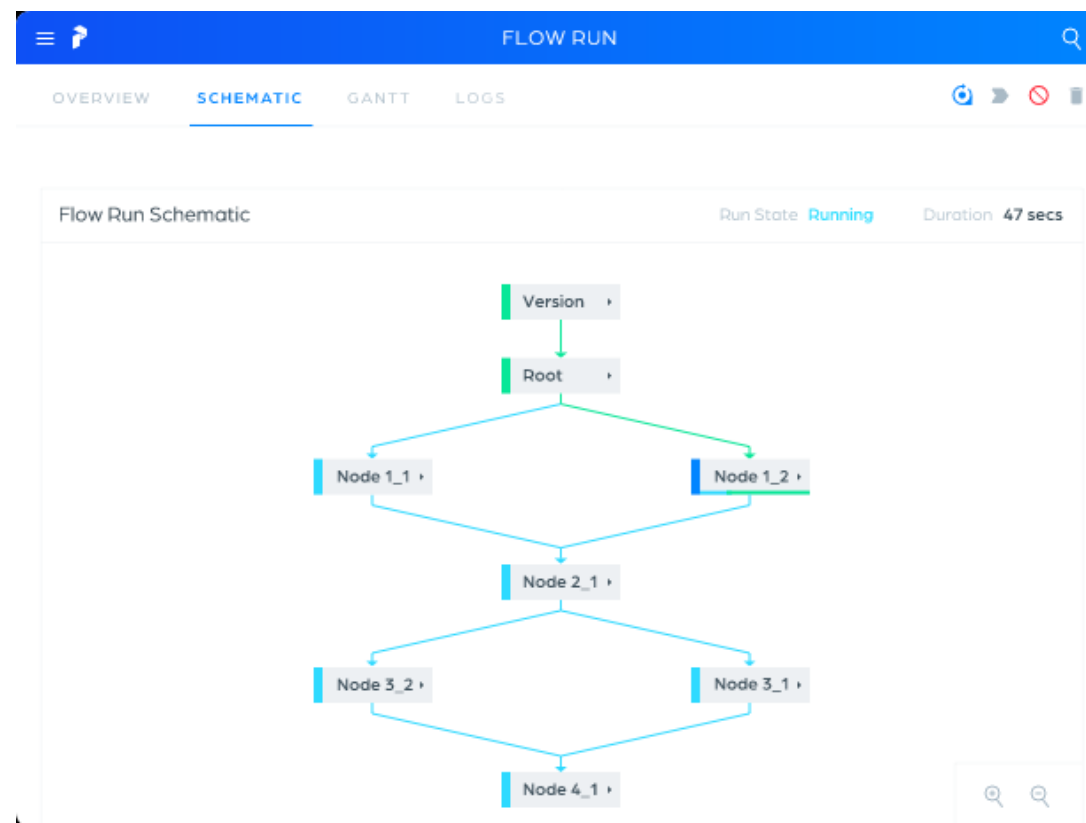 FLOW RUN
OVERVIEW SCHEMATIC GANTT LOGS
Flow Run Schematic Run State Running Duration 47 secs
Version
Root
Node 1_1 Node 1_2
Node 2_1
Node 3_2 Node 3_1
Node 4_1